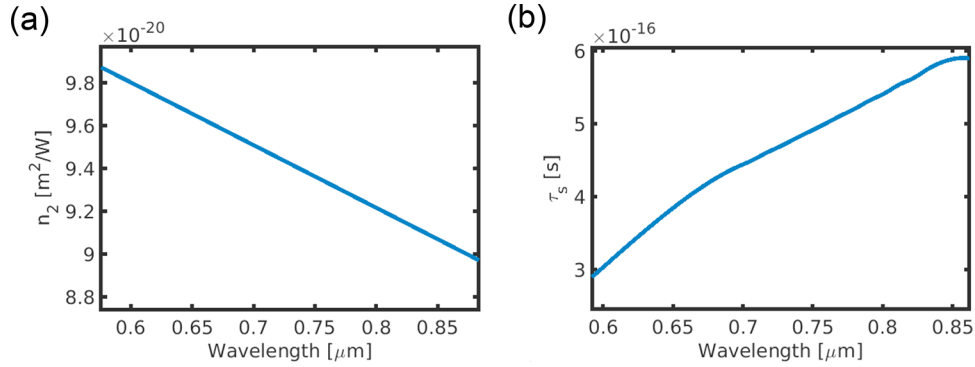 (a)
×10⁻²⁰
9.8
9.6
9.4
9.2
9
8.8
n₂ [m²/W]
0.6 0.65 0.7 0.75 0.8 0.85
Wavelength [μm]
(b)
×10⁻¹⁶
6
5
4
3
τₛ [s]
0.6 0.65 0.7 0.75 0.8 0.85
Wavelength [μm]